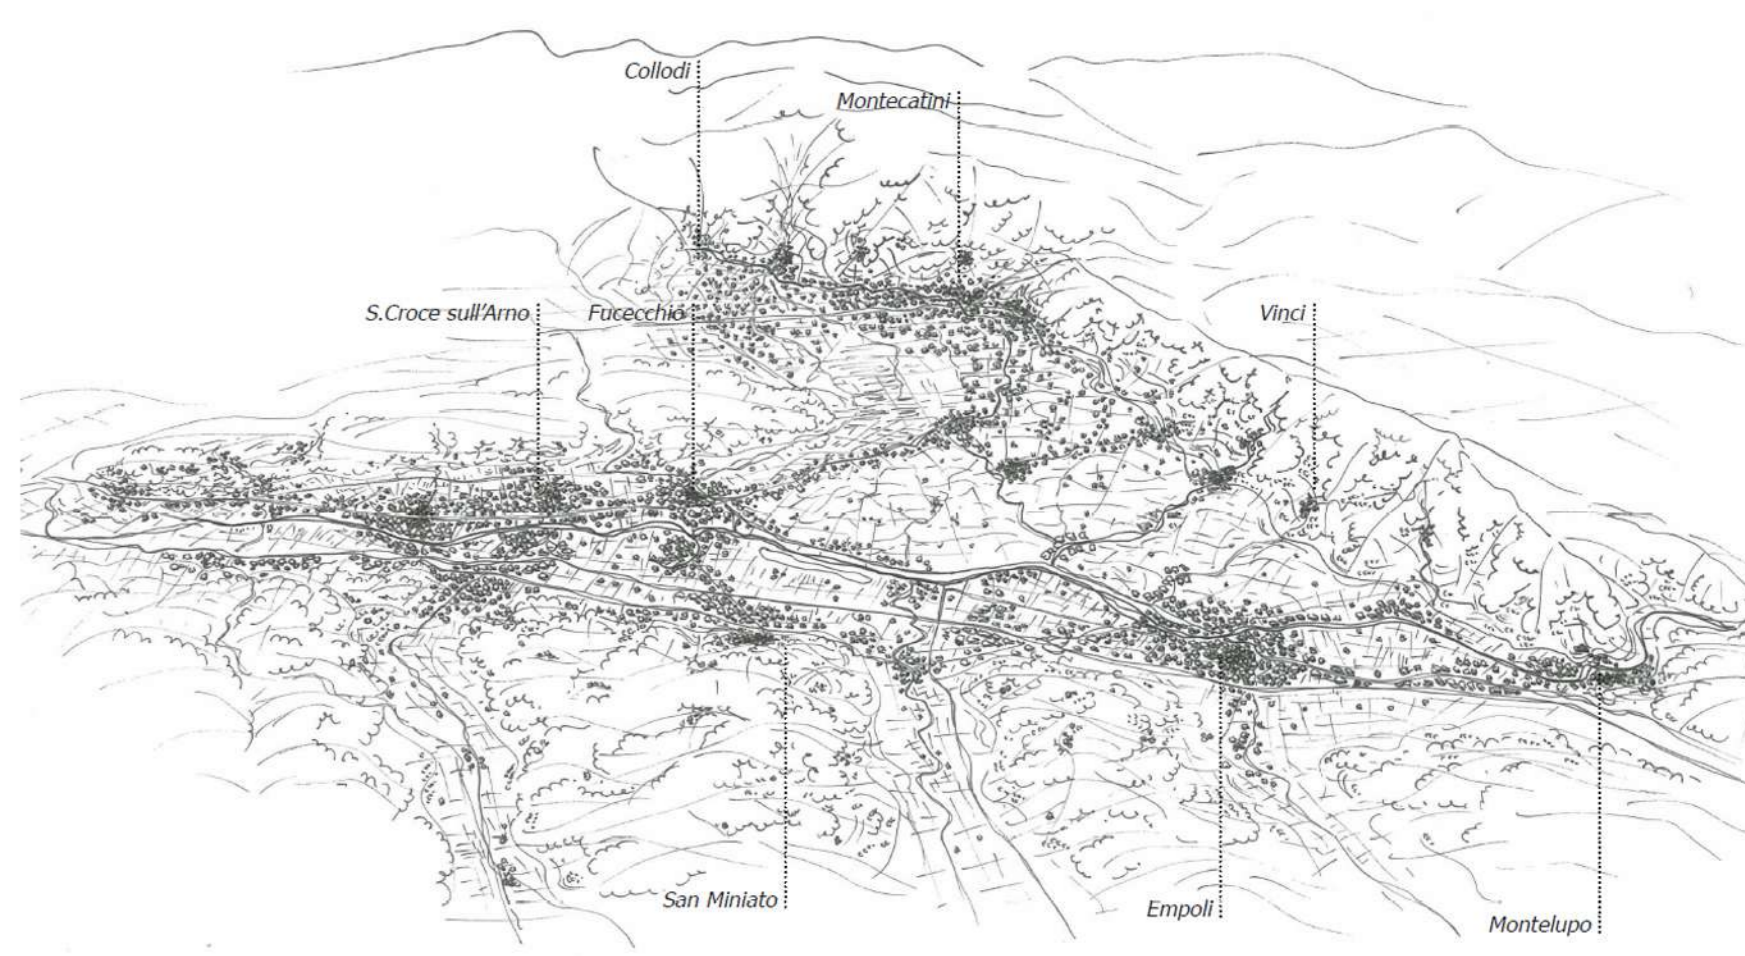 Collodi
Montecatini
S.Croce sull'Arno
Fucecchio
Vinci
San Miniato
Empoli
Montelupo